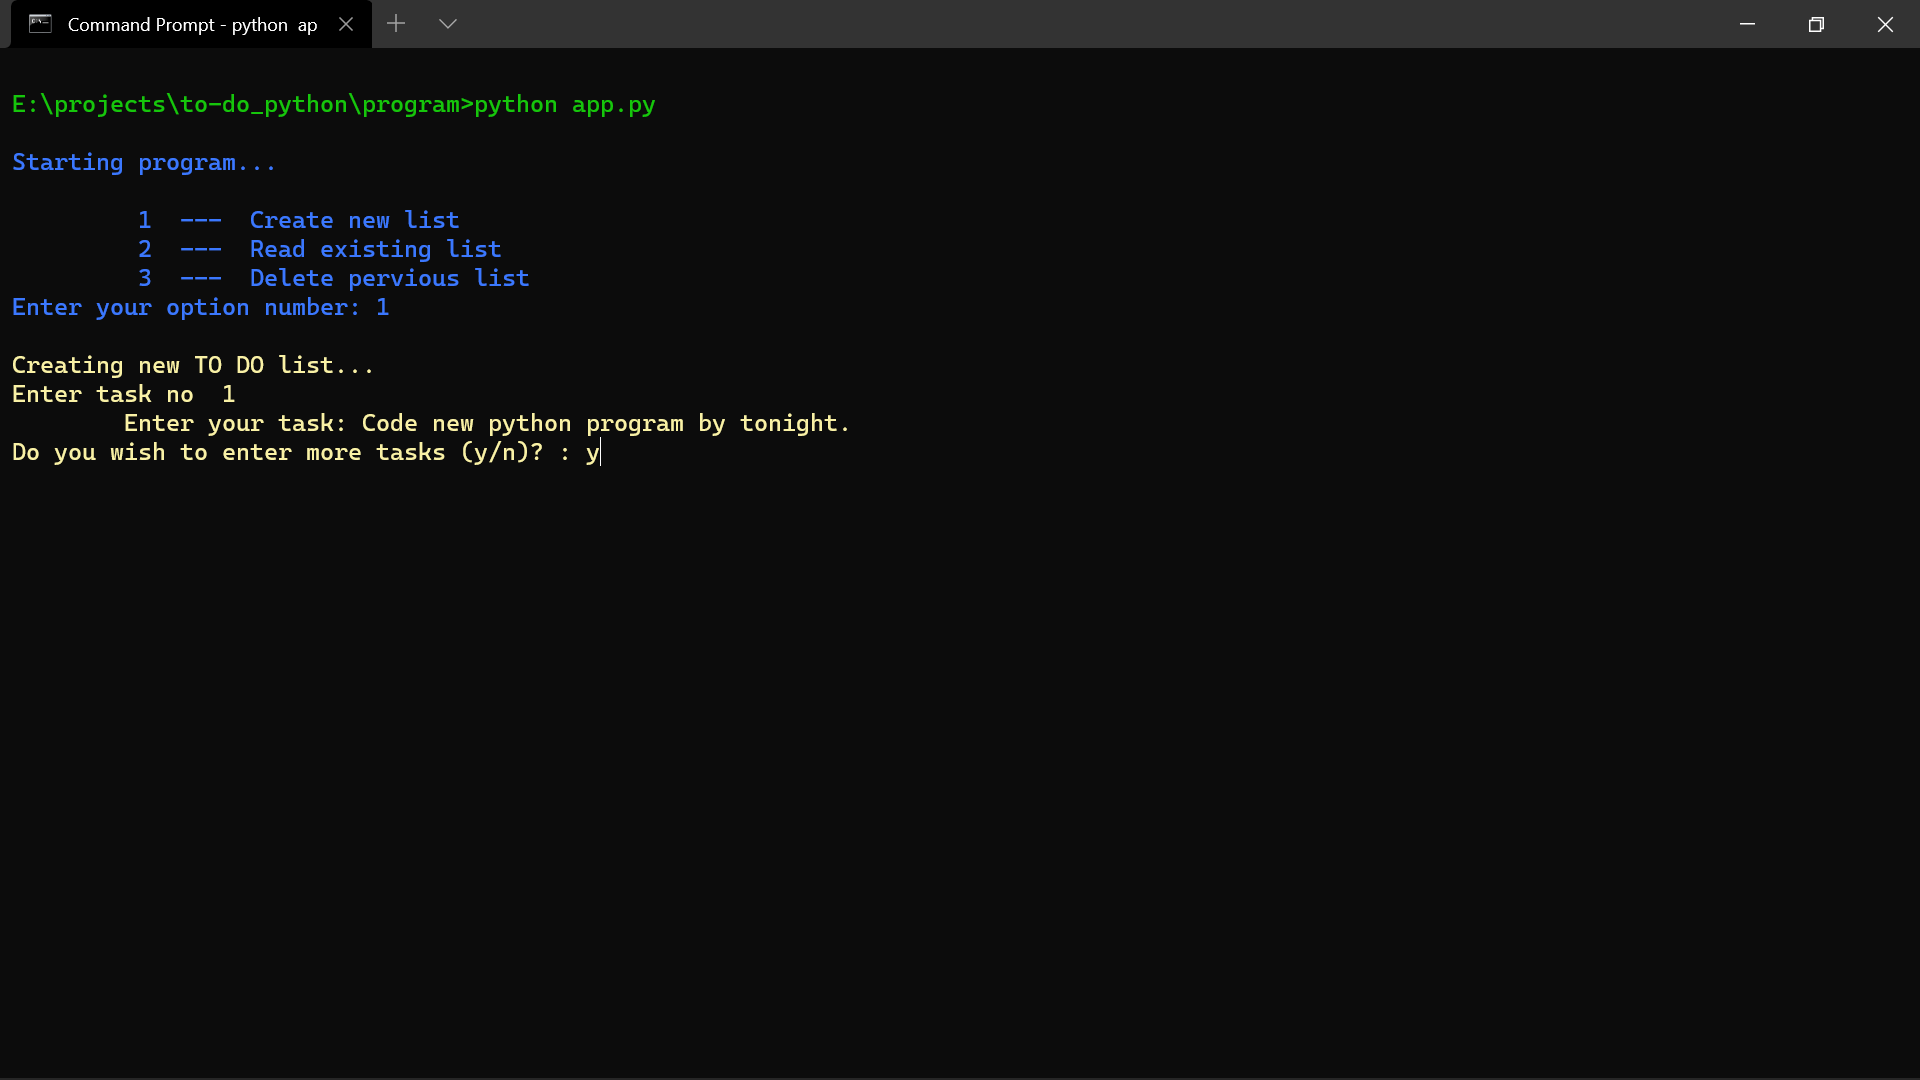 Command Prompt - python  ap
E:\projects\to-do_python\program>python app.py
Starting program...
1  ---  Create new list
2  ---  Read existing list
3  ---  Delete pervious list
Enter your option number: 1
Creating new TO DO list...
Enter task no  1
Enter your task: Code new python program by tonight.
Do you wish to enter more tasks (y/n)? : y